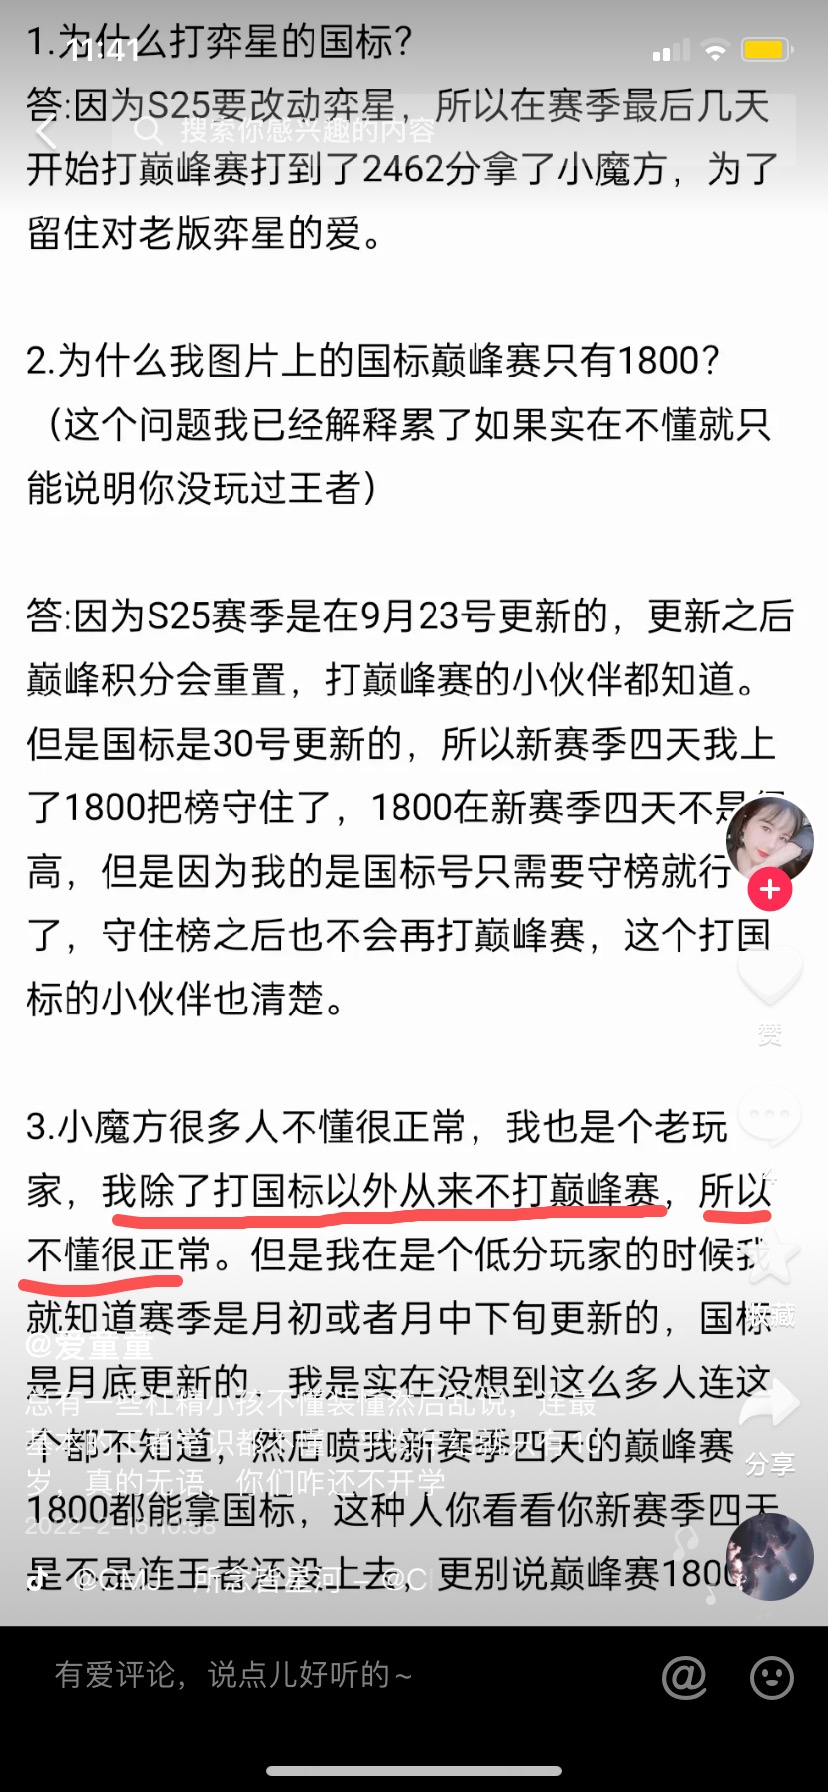 11:41
搜索你感兴趣的内容
1.为什么打弈星的国标？
答:因为S25要改动弈星，所以在赛季最后几天
开始打巅峰赛打到了2462分拿了小魔方，为了
留住对老版弈星的爱。
2.为什么我图片上的国标巅峰赛只有1800？
（这个问题我已经解释累了如果实在不懂就只
能说明你没玩过王者）
答:因为S25赛季是在9月23号更新的，更新之后
巅峰积分会重置，打巅峰赛的小伙伴都知道。
但是国标是30号更新的，所以新赛季四天我上
了1800把榜守住了，1800在新赛季四天不是很
高，但是因为我的是国标号只需要守榜就行
了，守住榜之后也不会再打巅峰赛，这个打国
标的小伙伴也清楚。
3.小魔方很多人不懂很正常，我也是个老玩
家，我除了打国标以外从来不打巅峰赛，所以
不懂很正常。但是我在是个低分玩家的时候我
就知道赛季是月初或者月中下旬更新的，国标
是月底更新的，我是实在没想到这么多人连这
个都不知道，然后喷我新赛季四天的巅峰赛
1800都能拿国标，这种人你看看你新赛季四天
是不是连王者还没上去，更别说巅峰赛1800
赞
4
收藏
分享
@爱童童
总有一些杠精小孩不懂装懂然后乱说，连最
岁，真的无语，你们咋还不开学
有爱评论，说点儿好听的~